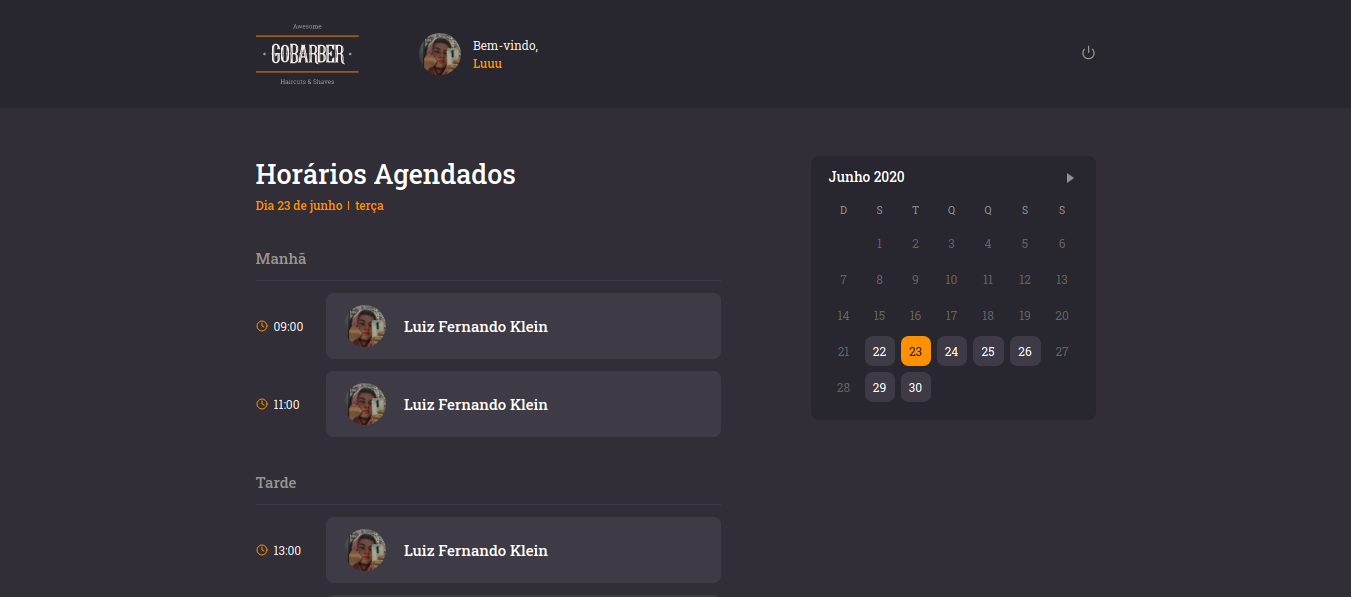 Awesome
GOBARBER
Haircuts & Shaves
Bem-vindo,
Luuu
Horários Agendados
Dia 23 de junho | terça
Manhã
09:00 Luiz Fernando Klein
11:00 Luiz Fernando Klein
Tarde
13:00 Luiz Fernando Klein
Junho 2020
D S T Q Q S S
1 2 3 4 5 6
7 8 9 10 11 12 13
14 15 16 17 18 19 20
21 22 23 24 25 26 27
28 29 30